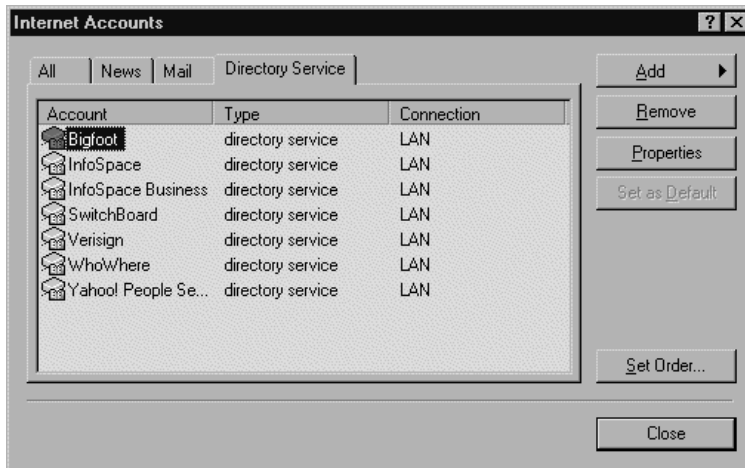 Internet Accounts
All News Mail Directory Service
Account Type Connection
Bigfoot directory service LAN
InfoSpace directory service LAN
InfoSpace Business directory service LAN
SwitchBoard directory service LAN
Verisign directory service LAN
WhoWhere directory service LAN
Yahoo! People Se... directory service LAN
Add
Remove
Properties
Set as Default
Set Order...
Close